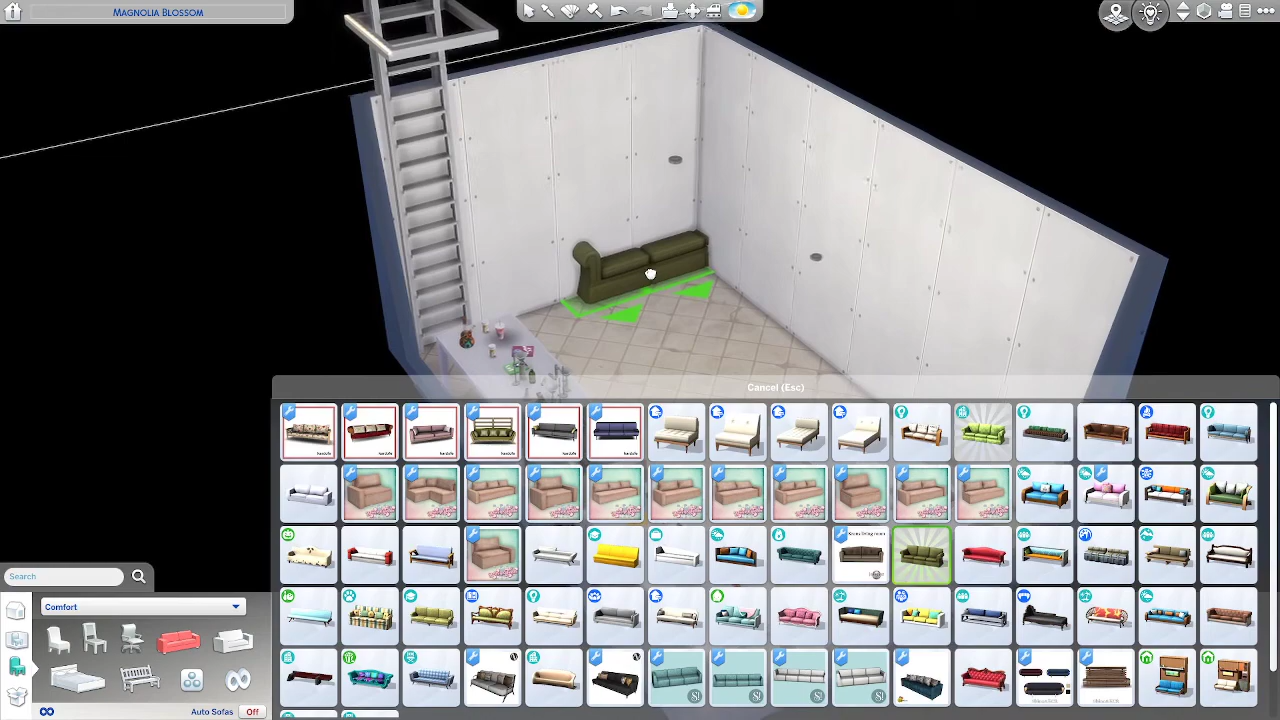 MAGNOLIA BLOSSOM
Cancel (Esc)
Search
Comfort
Auto Sofas Off